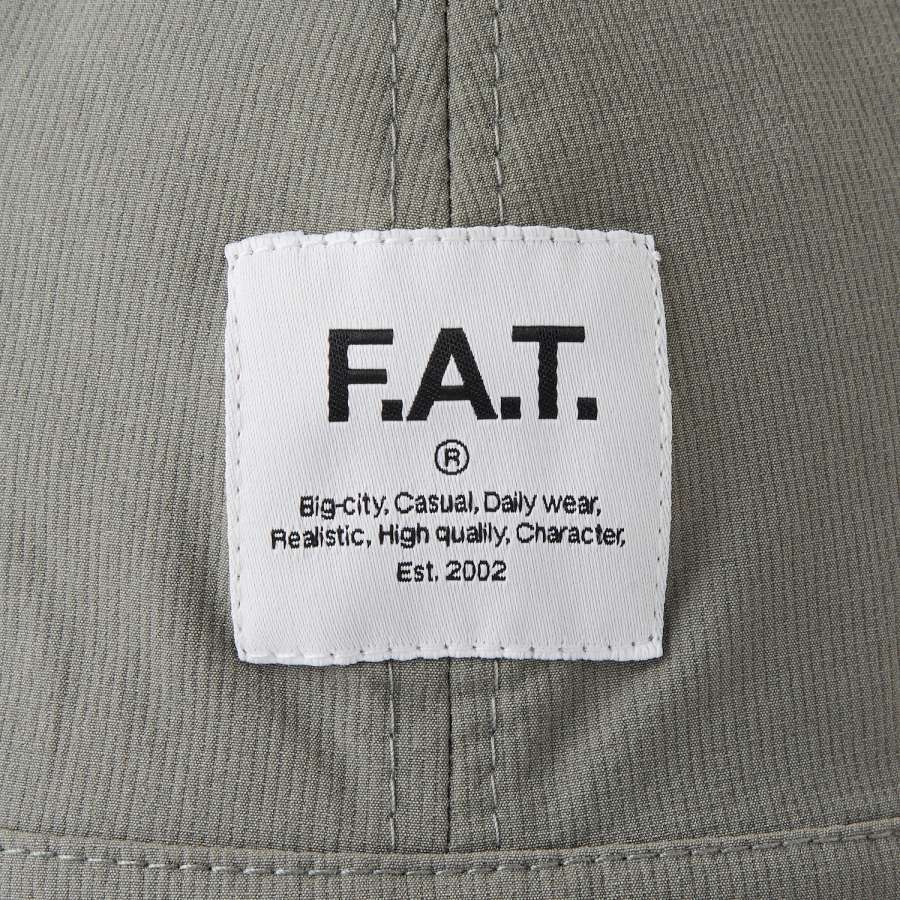 F.A.T.
®
Big-city, Casual, Daily wear,
Realistic, High quality, Character,
Est. 2002